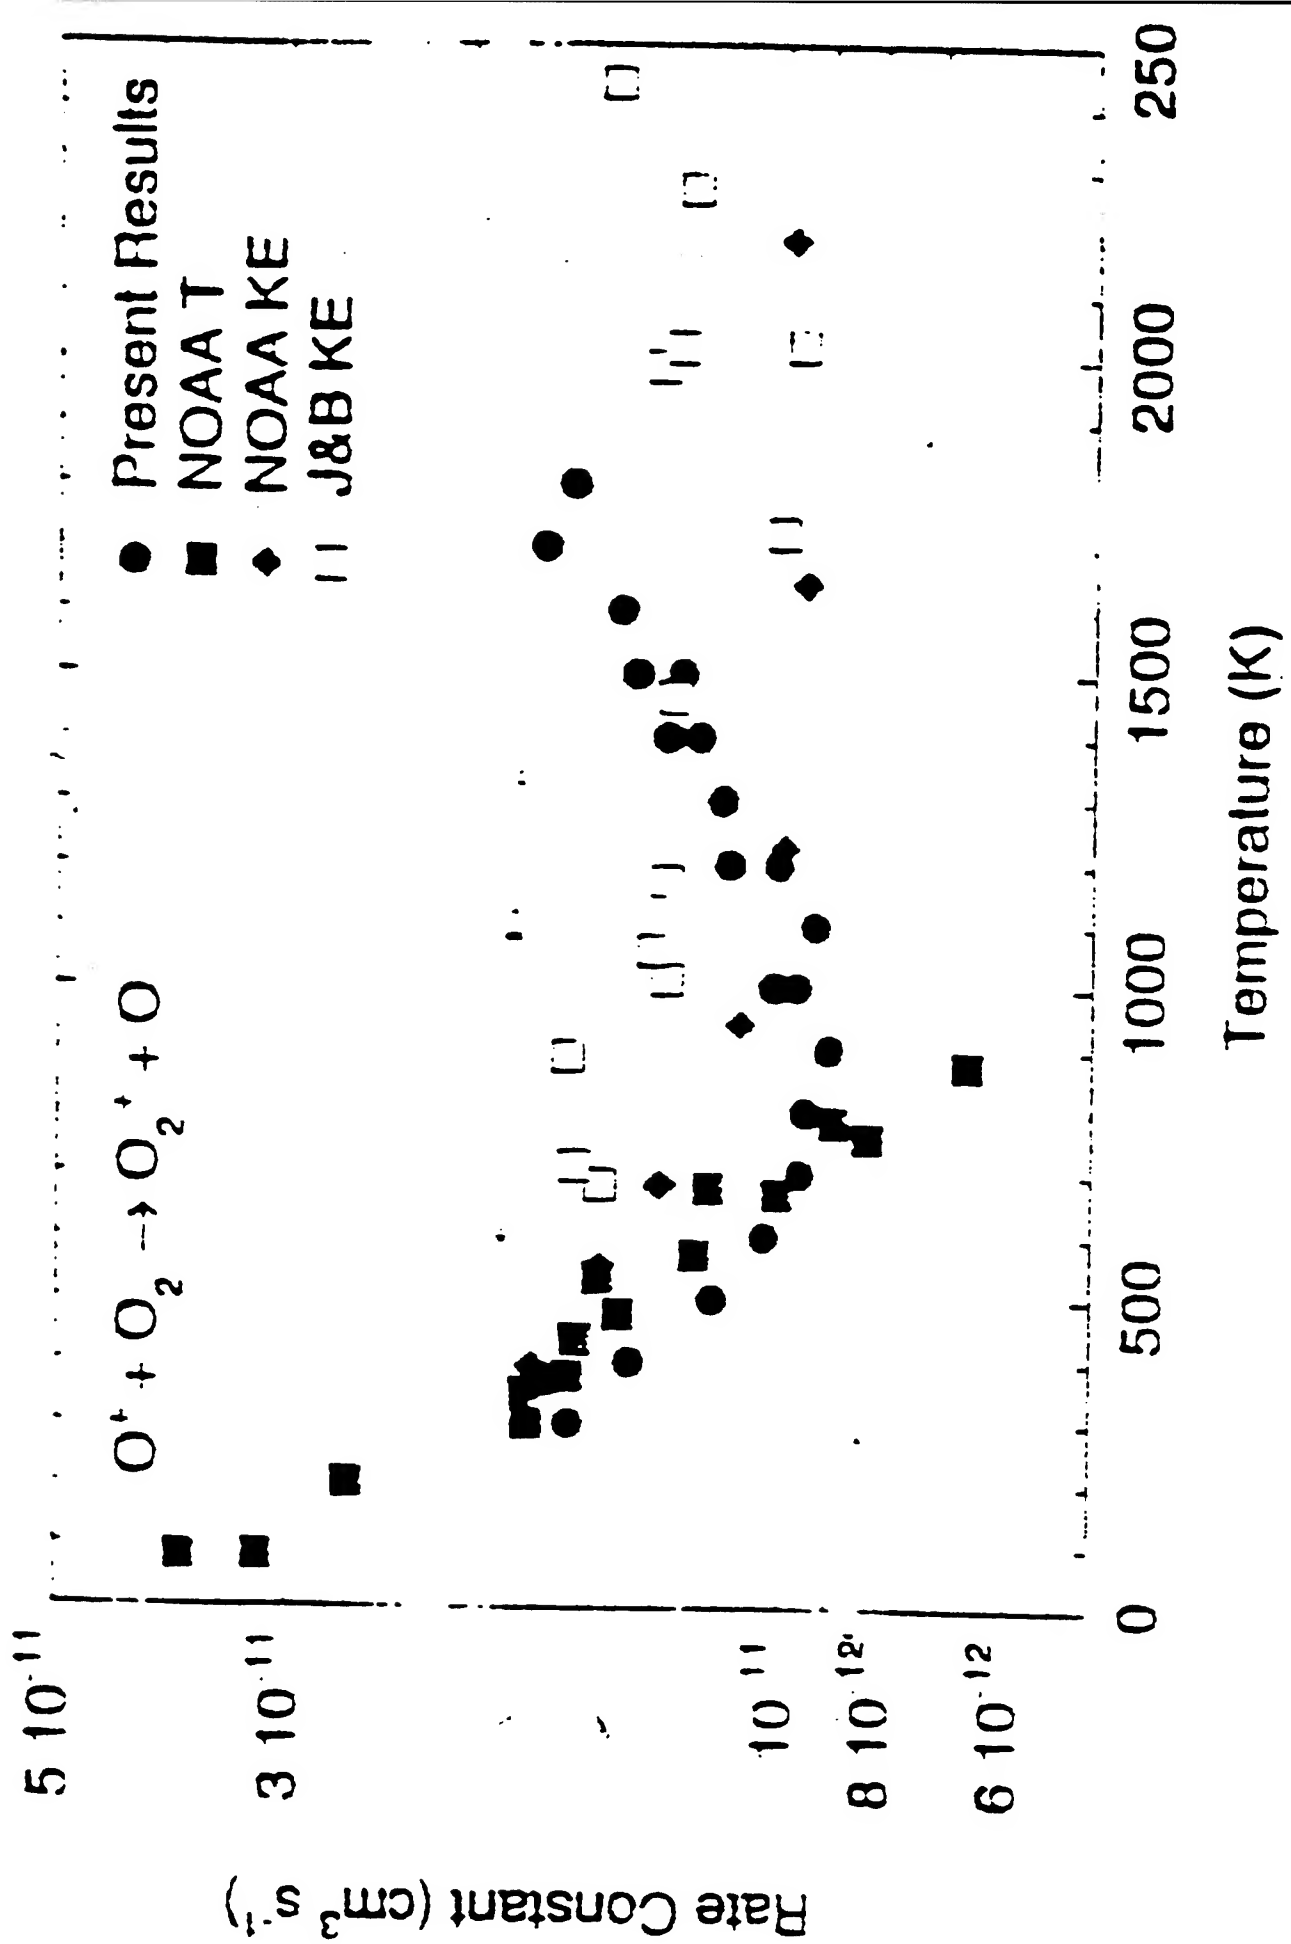 O⁺ + O₂ → O₂⁺ + O
● Present Results
■ NOAA T
◆ NOAA KE
□ J&B KE
5 10⁻¹¹
3 10⁻¹¹
10⁻¹¹
8 10⁻¹²
6 10⁻¹²
Rate Constant (cm³ s⁻¹)
0 500 1000 1500 2000 250
Temperature (K)